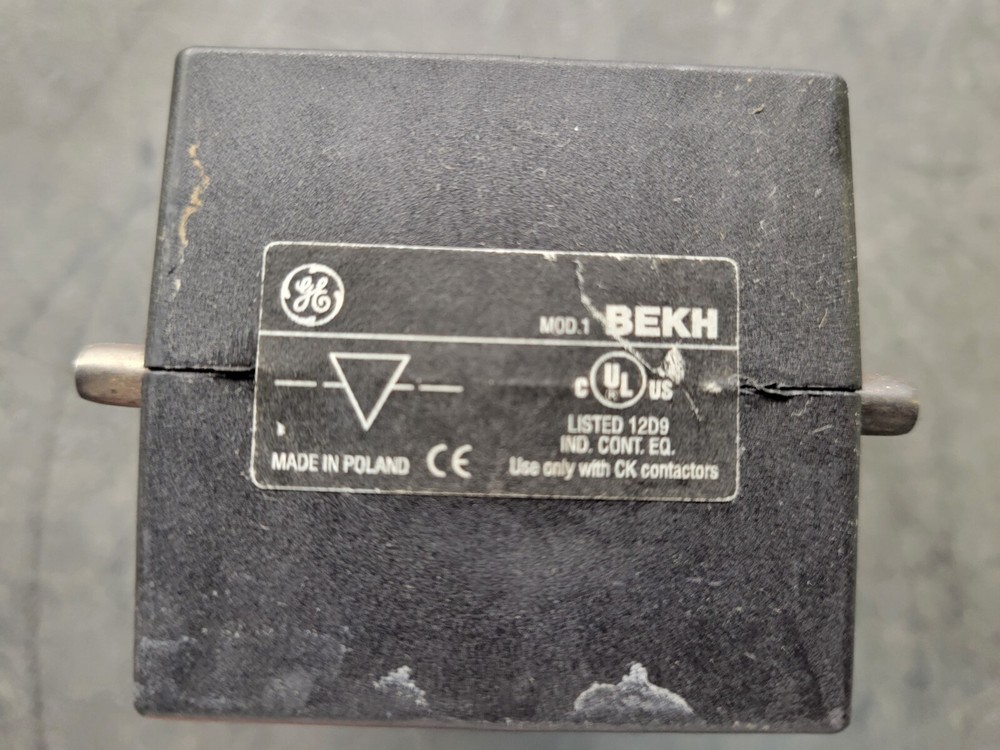 GE
MOD.1 BEKH
C UL US
LISTED 12D9
IND. CONT. EQ.
MADE IN POLAND CE Use only with CK contactors